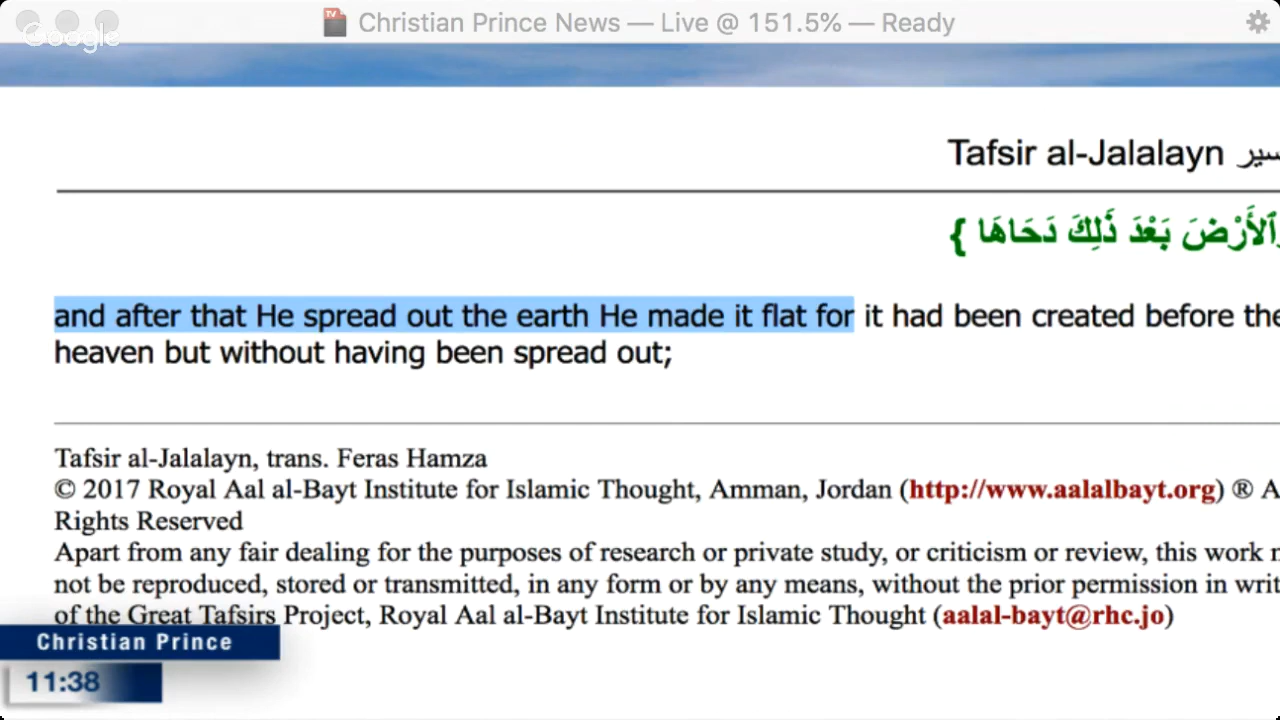 Google
Christian Prince News — Live @ 151.5% — Ready
Tafsir al-Jalalayn
ٱلأَرْضَ بَعْدَ ذَلِكَ دَحَاهَا }
and after that He spread out the earth He made it flat for it had been created before the
heaven but without having been spread out;
Tafsir al-Jalalayn, trans. Feras Hamza
© 2017 Royal Aal al-Bayt Institute for Islamic Thought, Amman, Jordan (http://www.aalalbayt.org) ® A
Rights Reserved
Apart from any fair dealing for the purposes of research or private study, or criticism or review, this work
not be reproduced, stored or transmitted, in any form or by any means, without the prior permission in writ
of the Great Tafsirs Project, Royal Aal al-Bayt Institute for Islamic Thought (aalal-bayt@rhc.jo)
Christian Prince
11:38